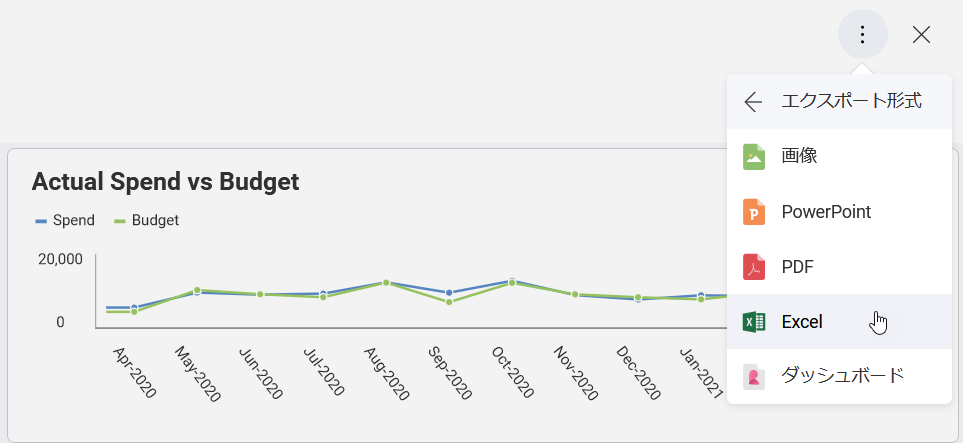 エクスポート形式
画像
PowerPoint
PDF
Excel
ダッシュボード
Actual Spend vs Budget
Spend
Budget
20,000
0
Apr-2020
May-2020
Jun-2020
Jul-2020
Aug-2020
Sep-2020
Oct-2020
Nov-2020
Dec-2020
Jan-2021